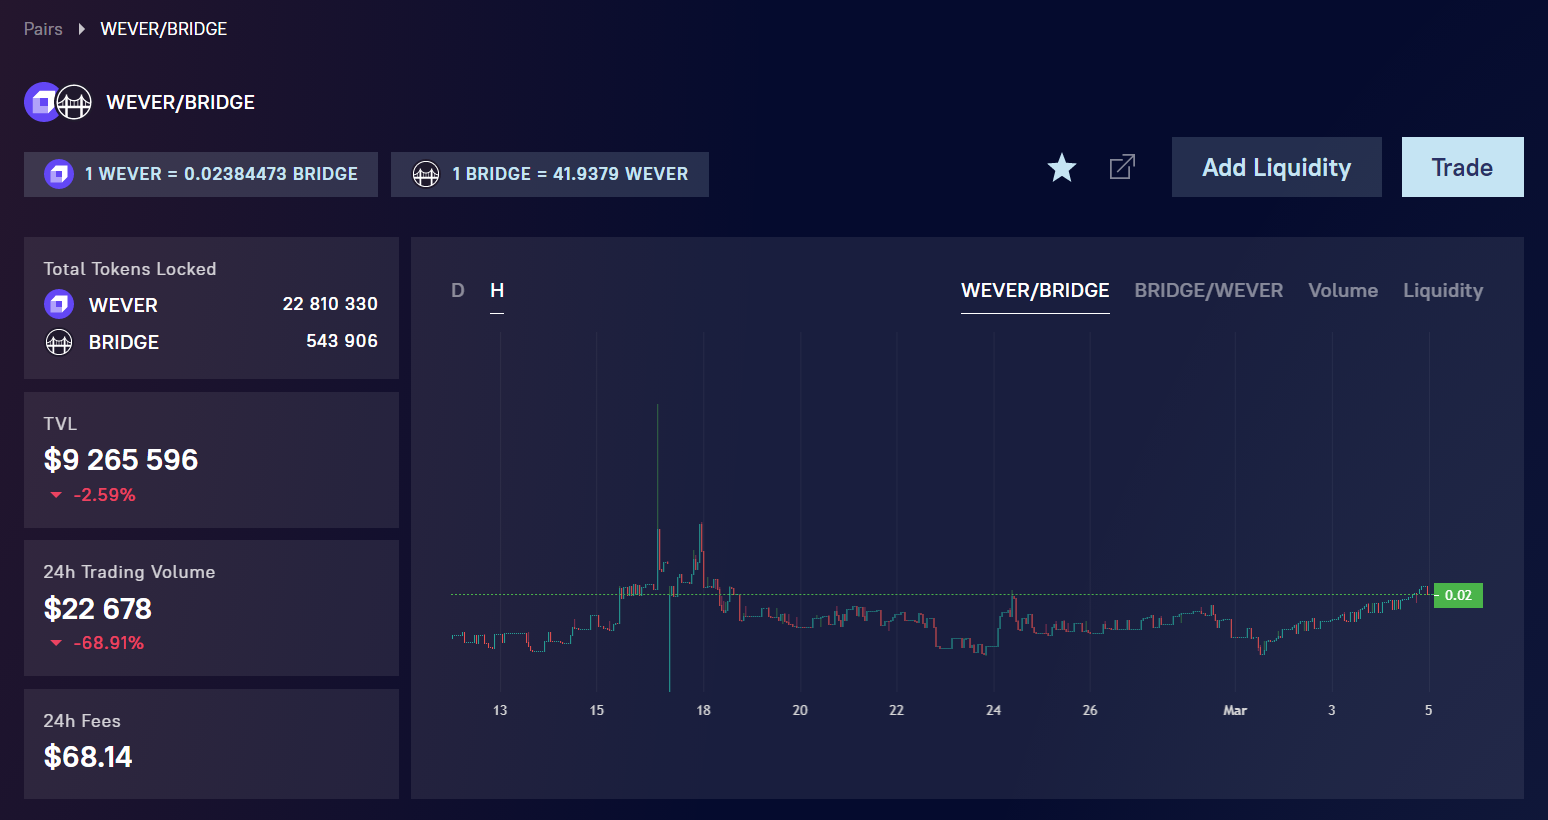 Pairs WEVER/BRIDGE
WEVER/BRIDGE
1 WEVER = 0.02384473 BRIDGE
1 BRIDGE = 41.9379 WEVER
Add Liquidity
Trade
Total Tokens Locked
WEVER 22 810 330
BRIDGE 543 906
TVL
$9 265 596
-2.59%
24h Trading Volume
$22 678
-68.91%
24h Fees
$68.14
D H
WEVER/BRIDGE BRIDGE/WEVER Volume Liquidity
0.02
13 15 18 20 22 24 26 Mar 3 5